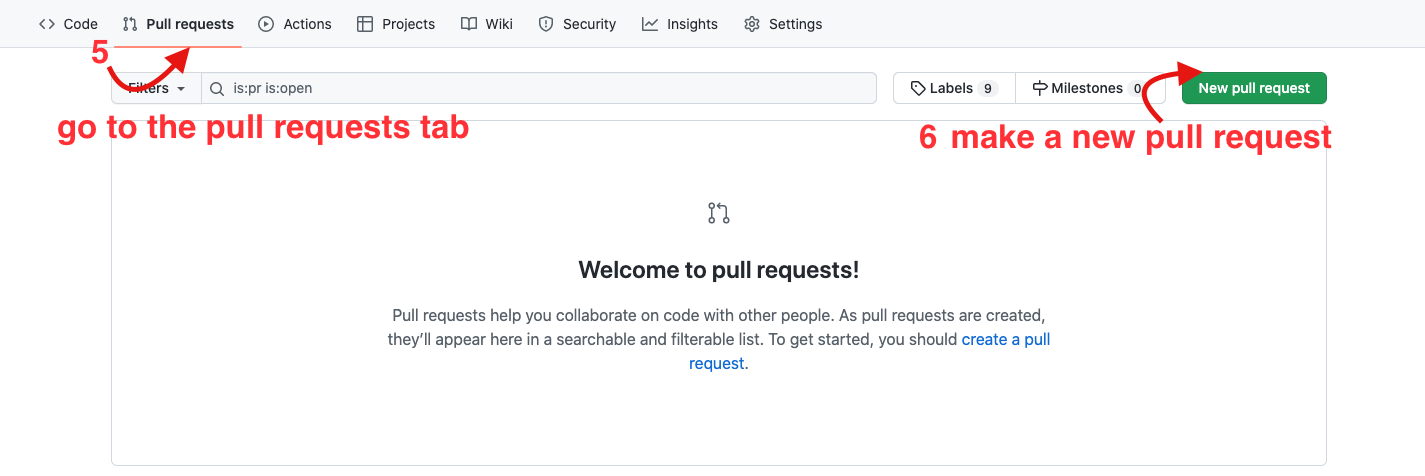 Code Pull requests Actions Projects Wiki Security Insights Settings
5
Filters is:pr is:open Labels 9 Milestones 0 New pull request
go to the pull requests tab
6 make a new pull request
Welcome to pull requests!
Pull requests help you collaborate on code with other people. As pull requests are created,
they’ll appear here in a searchable and filterable list. To get started, you should create a pull
request.